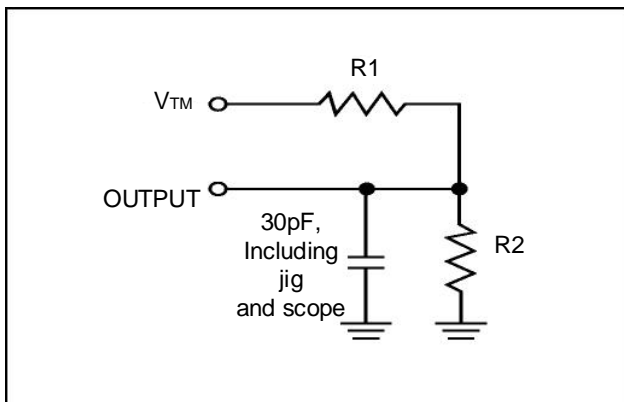 R1
VTM
OUTPUT
30pF,
Including
jig
and scope
R2